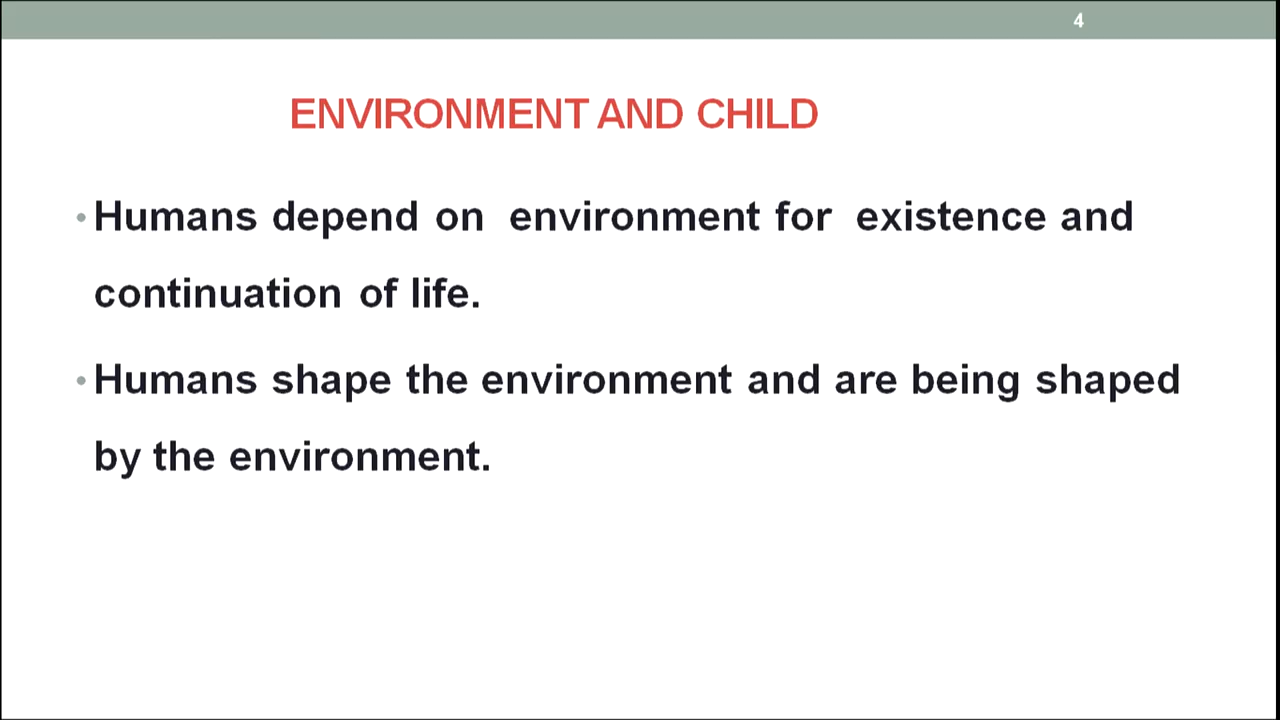 4
ENVIRONMENT AND CHILD
• Humans depend on environment for existence and
continuation of life.
• Humans shape the environment and are being shaped
by the environment.